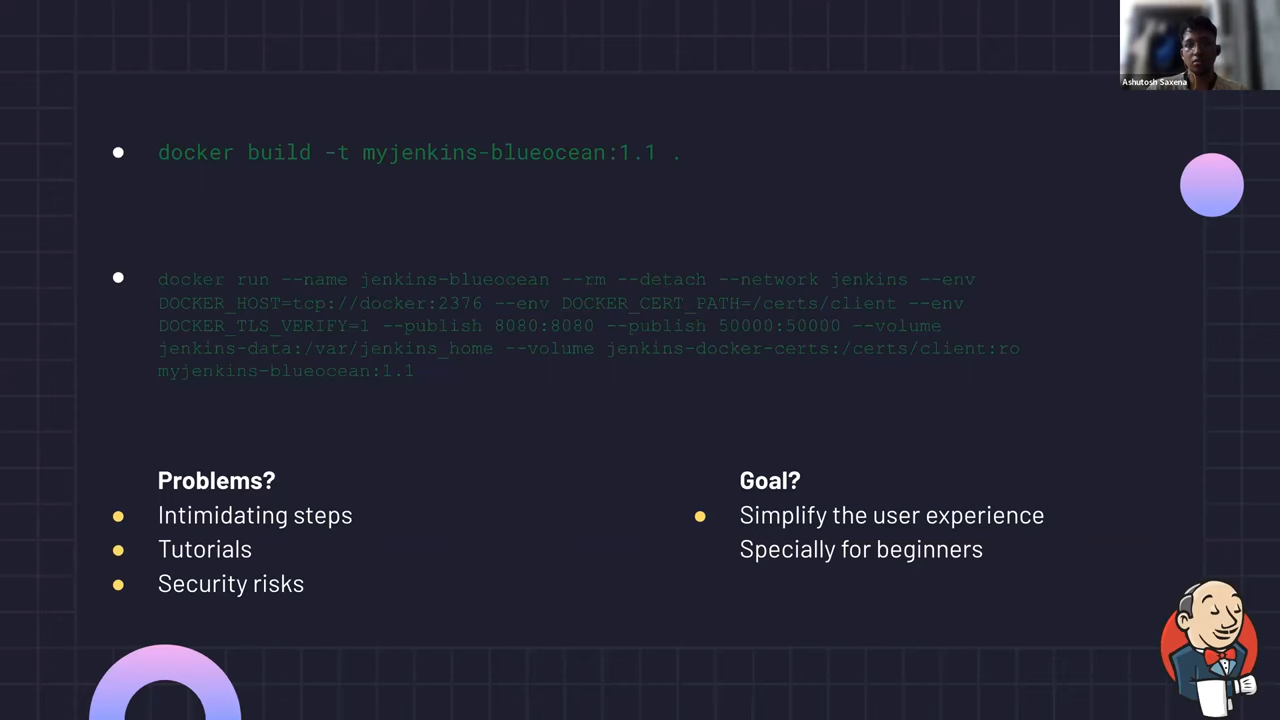 Ashutosh Saxena
docker build -t myjenkins-blueocean:1.1 .
docker run --name jenkins-blueocean --rm --detach --network jenkins --env
DOCKER_HOST=tcp://docker:2376 --env DOCKER_CERT_PATH=/certs/client --env
DOCKER_TLS_VERIFY=1 --publish 8080:8080 --publish 50000:50000 --volume
jenkins-data:/var/jenkins_home --volume jenkins-docker-certs:/certs/client:ro
myjenkins-blueocean:1.1
Problems?
Intimidating steps
Tutorials
Security risks
Goal?
Simplify the user experience
Specially for beginners